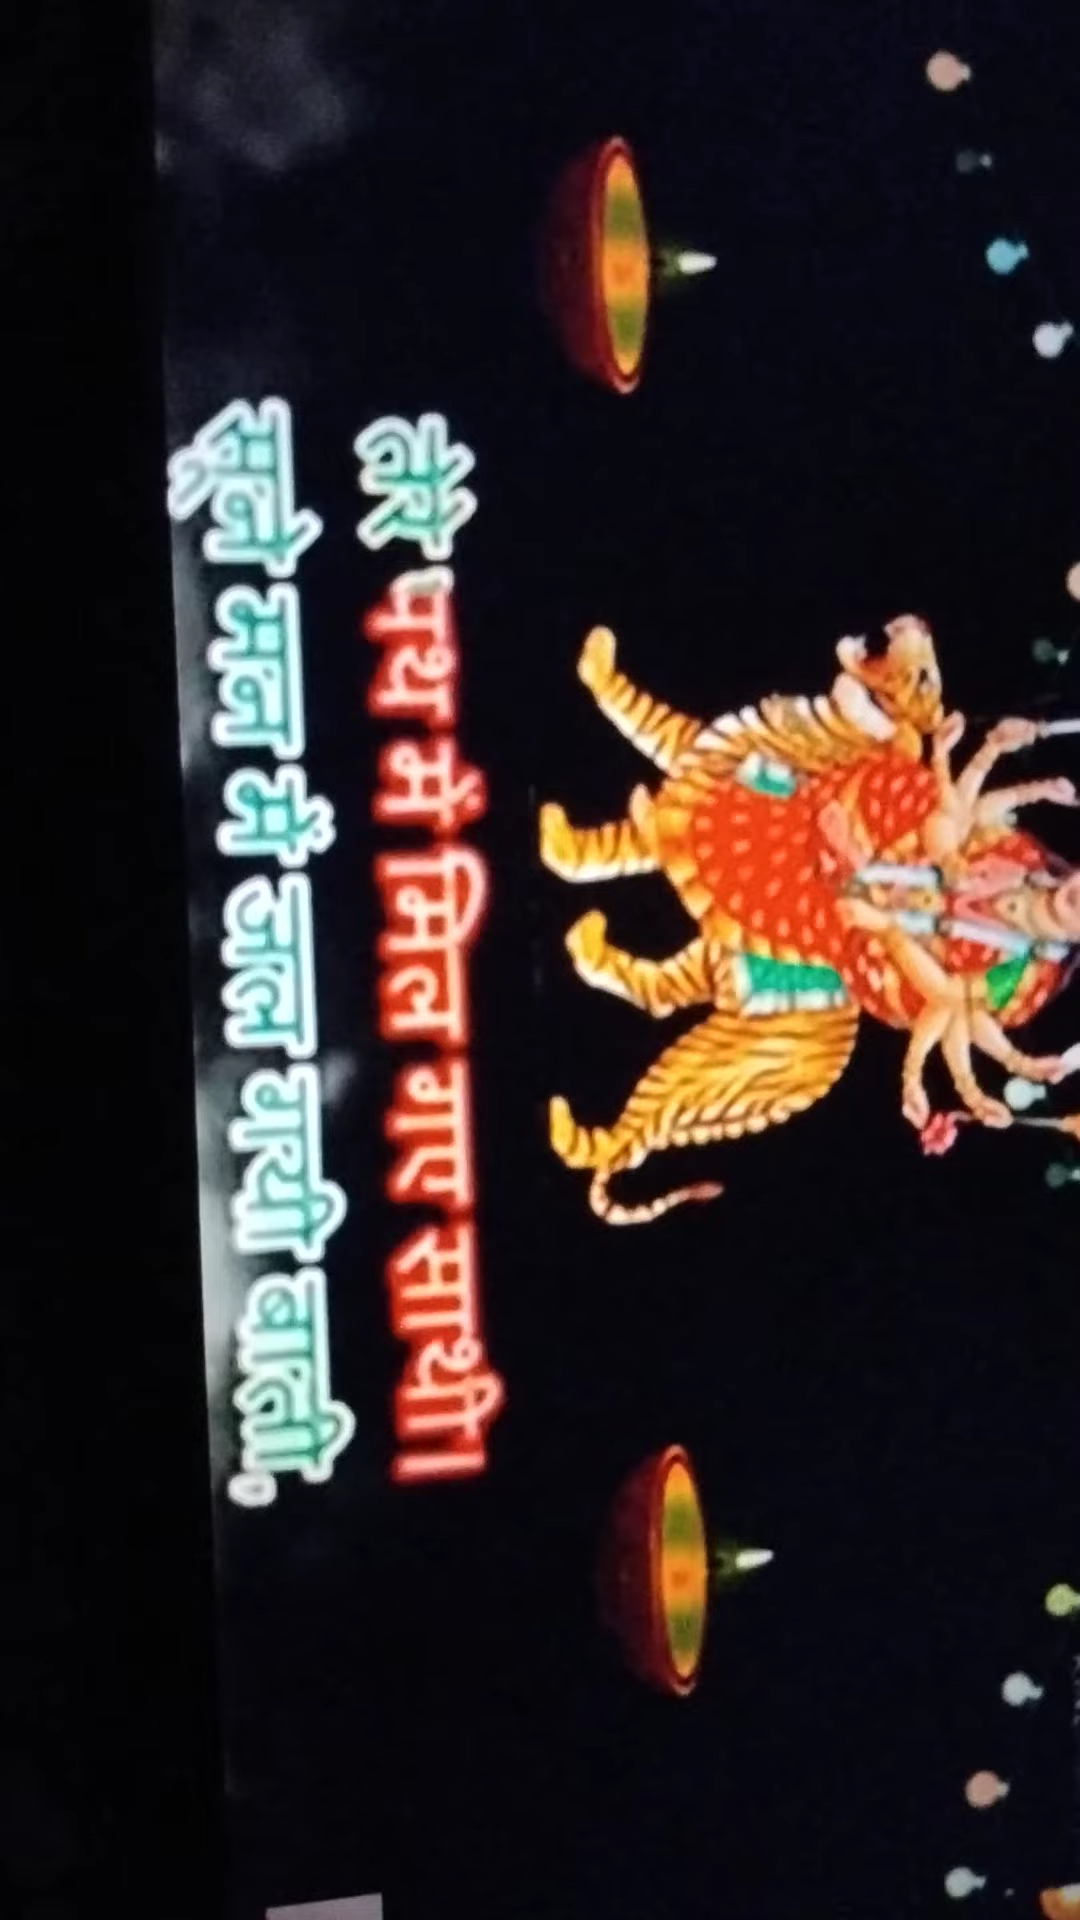 तेरे पथ में मिल गए साथी।
सूने मन में जल गयी बाती,